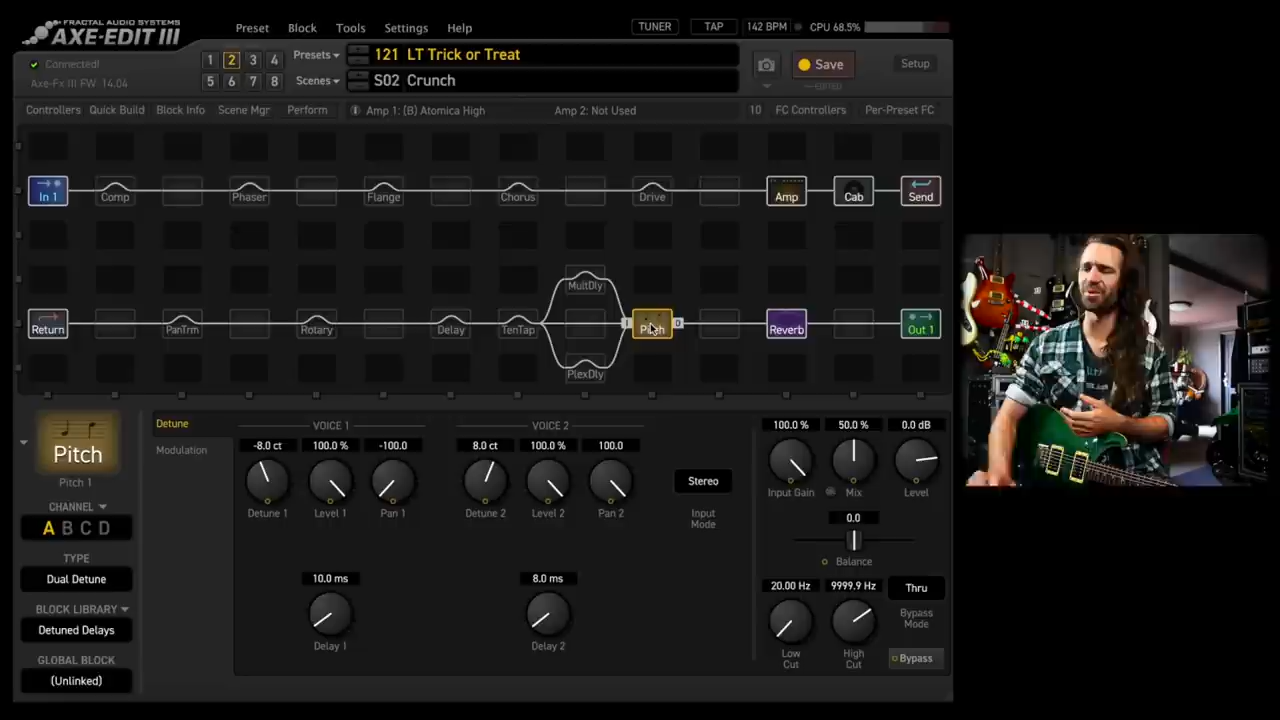 FRACTAL AUDIO SYSTEMS
AXE-EDIT III
Preset Block Tools Settings Help
TUNER TAP 142 BPM CPU 68.5%
Connected!
Axe-Fx III FW 14.04
1 2 3 4
5 6 7 8
Presets 121 LT Trick or Treat
Scenes S02 Crunch
Save
edited
Setup
Controllers Quick Build Block Info Scene Mgr Perform
Amp 1: (B) Atomica High Amp 2: Not Used
10 FC Controllers Per-Preset FC
In 1 Comp Phaser Flange Chorus Drive Amp Cab Send
MultDly
Return PanTrm Rotary Delay TenTap I Pitch O Reverb Out 1
PlexDly
Pitch
Pitch 1
CHANNEL
A B C D
TYPE
Dual Detune
BLOCK LIBRARY
Detuned Delays
GLOBAL BLOCK
(Unlinked)
Detune
Modulation
VOICE 1
-8.0 ct 100.0 % -100.0
Detune 1 Level 1 Pan 1
10.0 ms
Delay 1
VOICE 2
8.0 ct 100.0 % 100.0
Detune 2 Level 2 Pan 2
8.0 ms
Delay 2
Stereo
Input
Mode
100.0 % 50.0 % 0.0 dB
Input Gain Mix Level
0.0
Balance
20.00 Hz 9999.9 Hz Thru
Low
Cut
High
Cut
Bypass
Mode
Bypass